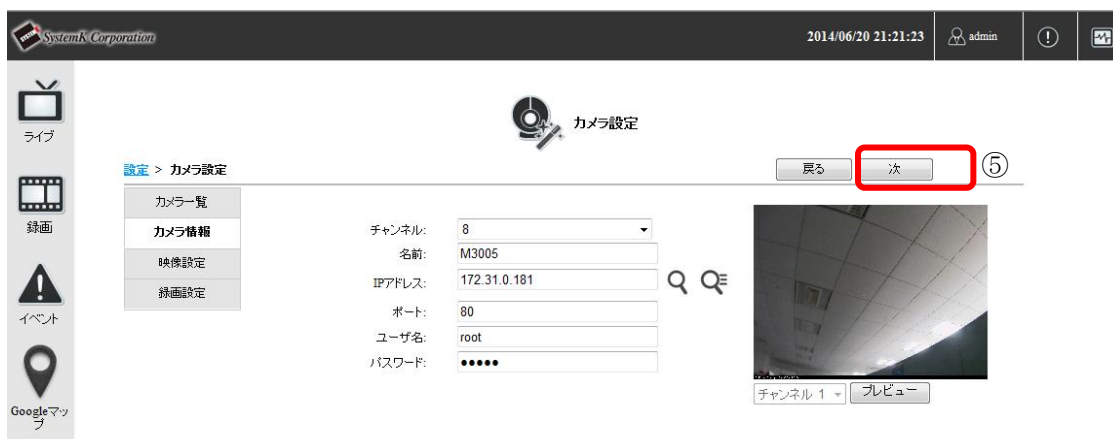 SystemK Corporation
2014/06/20 21:21:23
admin
ライブ
カメラ設定
設定 > カメラ設定
戻る
次
⑤
録画
カメラ一覧
カメラ情報
映像設定
録画設定
チャンネル: 8
名前: M3005
IPアドレス: 172.31.0.181
ポート: 80
ユーザ名: root
パスワード: ●●●●●
イベント
チャンネル 1
プレビュー
Googleマッ
プ